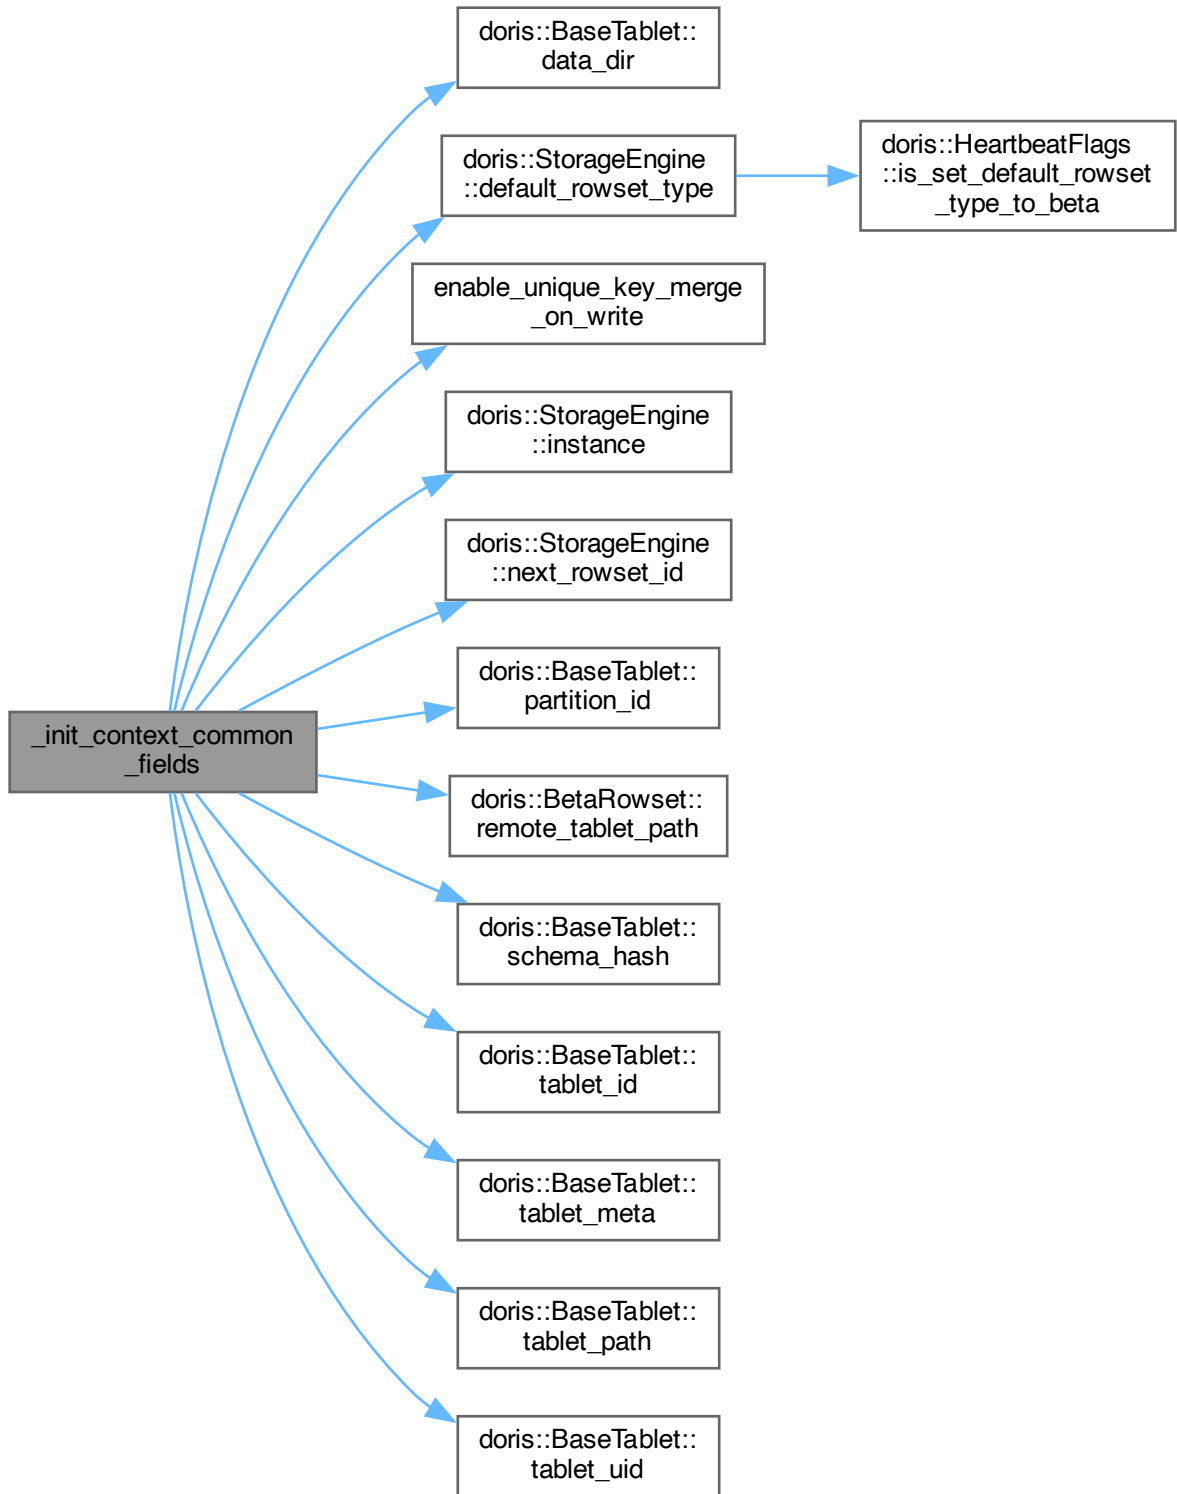 doris::BaseTablet::
data_dir
doris::StorageEngine
::default_rowset_type
doris::HeartbeatFlags
::is_set_default_rowset
_type_to_beta
enable_unique_key_merge
_on_write
doris::StorageEngine
::instance
doris::StorageEngine
::next_rowset_id
doris::BaseTablet::
partition_id
_init_context_common
_fields
doris::BetaRowset::
remote_tablet_path
doris::BaseTablet::
schema_hash
doris::BaseTablet::
tablet_id
doris::BaseTablet::
tablet_meta
doris::BaseTablet::
tablet_path
doris::BaseTablet::
tablet_uid